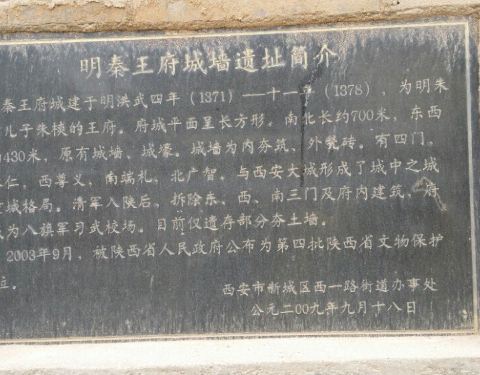 明秦王府城墙遗址简介
秦王府城建于明洪武四年（1371）——十一年（1378），为明朱
儿子朱樉的王府。府城平面呈长方形。南北长约700米，东西
430米，原有城墙、城濠。城墙为内夯筑、外甃砖。有四门，
仁、西尊义、南端礼、北广智。与西安大城形成了城中之城
城格局。清军入陕后，拆除东、西、南三门及府内建筑，府
为八旗军习武校场。目前仅遗存部分夯土墙。
2003年9月，被陕西省人民政府公布为第四批陕西省文物保护
位。
西安市新城区西一路街道办事处
公元二00九年九月十八日